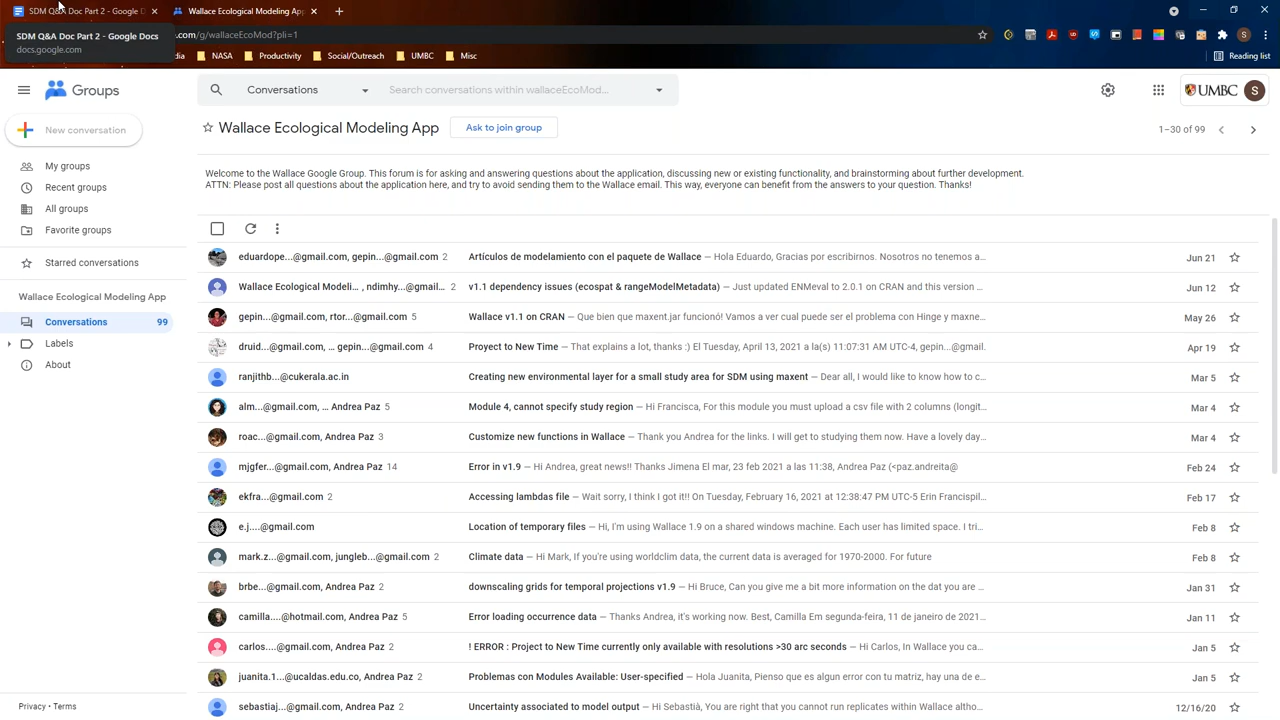 SDM Q&A Doc Part 2 - Google D
Wallace Ecological Modeling App
SDM Q&A Doc Part 2 - Google Docs
docs.google.com
/g/wallaceEcoMod?pli=1
dia
NASA
Productivity
Social/Outreach
UMBC
Misc
Reading list
Groups
Conversations
Search conversations within wallaceEcoMod...
UMBC
S
New conversation
Wallace Ecological Modeling App
Ask to join group
1–30 of 99
My groups
Recent groups
All groups
Favorite groups
Starred conversations
Wallace Ecological Modeling App
Conversations 99
Labels
About
Welcome to the Wallace Google Group. This forum is for asking and answering questions about the application, discussing new or existing functionality, and brainstorming about further development.
ATTN: Please post all questions about the application here, and try to avoid sending them to the Wallace email. This way, everyone can benefit from the answers to your question. Thanks!
eduardope...@gmail.com, gepin...@gmail.com 2 Artículos de modelamiento con el paquete de Wallace — Hola Eduardo, Gracias por escribirnos. Nosotros no tenemos a... Jun 21
Wallace Ecological Modeli... , ndimhy...@gmail... 2 v1.1 dependency issues (ecospat & rangeModelMetadata) — Just updated ENMeval to 2.0.1 on CRAN and this version ... Jun 12
gepin...@gmail.com, rtor...@gmail.com 5 Wallace v1.1 on CRAN — Que bien que maxent.jar funcionó! Vamos a ver cual puede ser el problema con Hinge y maxne... May 26
druid...@gmail.com, ... gepin...@gmail.com 4 Proyect to New Time — That explains a lot, thanks :) El Tuesday, April 13, 2021 a la(s) 11:07:31 AM UTC-4, gepin...@gmail. Apr 19
ranjithb...@cukerala.ac.in Creating new environmental layer for a small study area for SDM using maxent — Dear all, I would like to know how to c... Mar 5
alm...@gmail.com, ... Andrea Paz 5 Module 4, cannot specify study region — Hi Francisca, For this module you must upload a csv file with 2 columns (longit... Mar 4
roac...@gmail.com, Andrea Paz 3 Customize new functions in Wallace — Thank you Andrea for the links. I will get to studying them now. Have a lovely day... Mar 4
mjgfer...@gmail.com, Andrea Paz 14 Error in v1.9 — Hi Andrea, great news!! Thanks Jimena El mar, 23 feb 2021 a las 11:38, Andrea Paz (<paz.andreita@ Feb 24
ekfra...@gmail.com 2 Accessing lambdas file — Wait sorry, I think I got it!! On Tuesday, February 16, 2021 at 12:38:47 PM UTC-5 Erin Francispil... Feb 17
e.j....@gmail.com Location of temporary files — Hi, I'm using Wallace 1.9 on a shared windows machine. Each user has limited space. I tri... Feb 8
mark.z...@gmail.com, jungleb...@gmail.com 2 Climate data — Hi Mark, If you're using worldclim data, the current data is averaged for 1970-2000. For future Feb 8
brbe...@gmail.com, Andrea Paz 2 downscaling grids for temporal projections v1.9 — Hi Bruce, Can you give me a bit more information on the dat you are ... Jan 31
camilla....@hotmail.com, Andrea Paz 5 Error loading occurrence data — Thanks Andrea, it's working now. Best, Camilla Em segunda-feira, 11 de janeiro de 2021... Jan 11
carlos....@gmail.com, Andrea Paz 2 ! ERROR : Project to New Time currently only available with resolutions >30 arc seconds — Hi Carlos, In Wallace you ca... Jan 5
juanita.1...@ucaldas.edu.co, Andrea Paz 2 Problemas con Modules Available: User-specified — Hola Juanita, Pienso que es algun error con tu matriz, hay una de e... Jan 5
sebastiaj...@gmail.com, Andrea Paz 2 Uncertainty associated to model output — Hi Sebastià, You are right that you cannot run replicates within Wallace altho... 12/16/20
Privacy • Terms